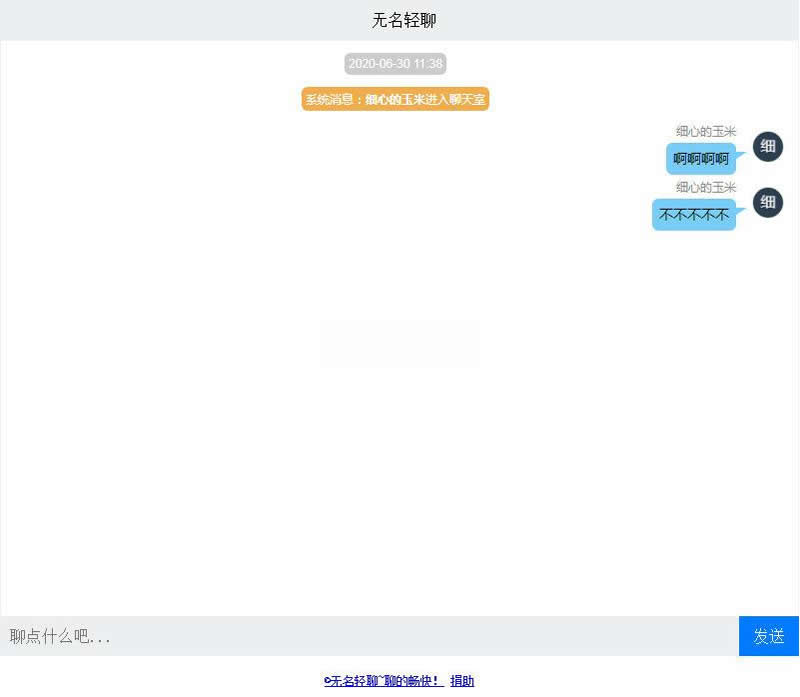 无名轻聊
2020-06-30 11:38
系统消息：细心的玉米进入聊天室
细心的玉米
细
啊啊啊啊
细心的玉米
细
不不不不不
聊点什么吧...
发送
©无名轻聊~聊的畅快！ 捐助